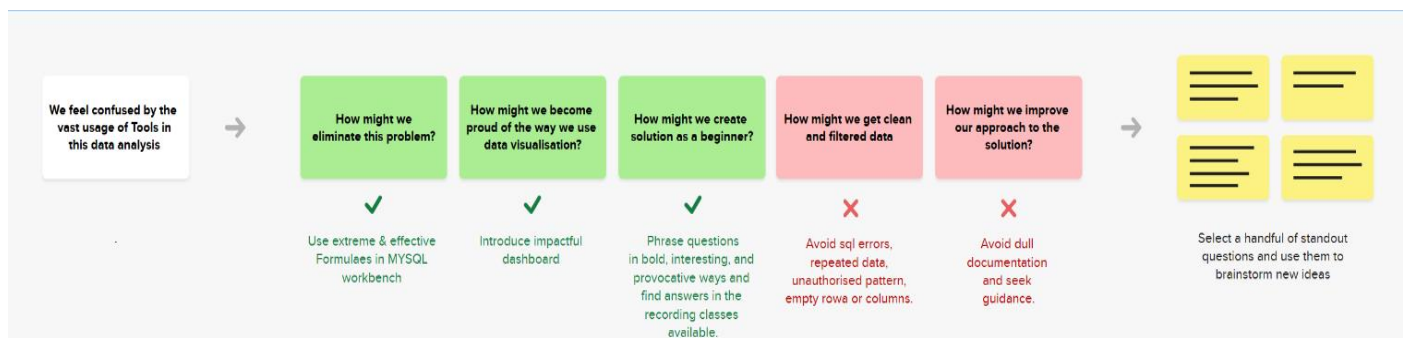 We feel confused by the
vast usage of Tools in
this data analysis
How might we
eliminate this problem?
How might we become
proud of the way we use
data visualisation?
How might we create
solution as a beginner?
How might we get clean
and filtered data
How might we improve
our approach to the
solution?
Use extreme & effective
Formulaes in MYSQL
workbench
Introduce impactful
dashboard
Phrase questions
in bold, interesting, and
provocative ways and
find answers in the
recording classes
available.
Avoid sql errors,
repeated data,
unauthorised pattern,
empty rowa or columns.
Avoid dull
documentation
and seek
guidance.
Select a handful of standout
questions and use them to
brainstorm new ideas